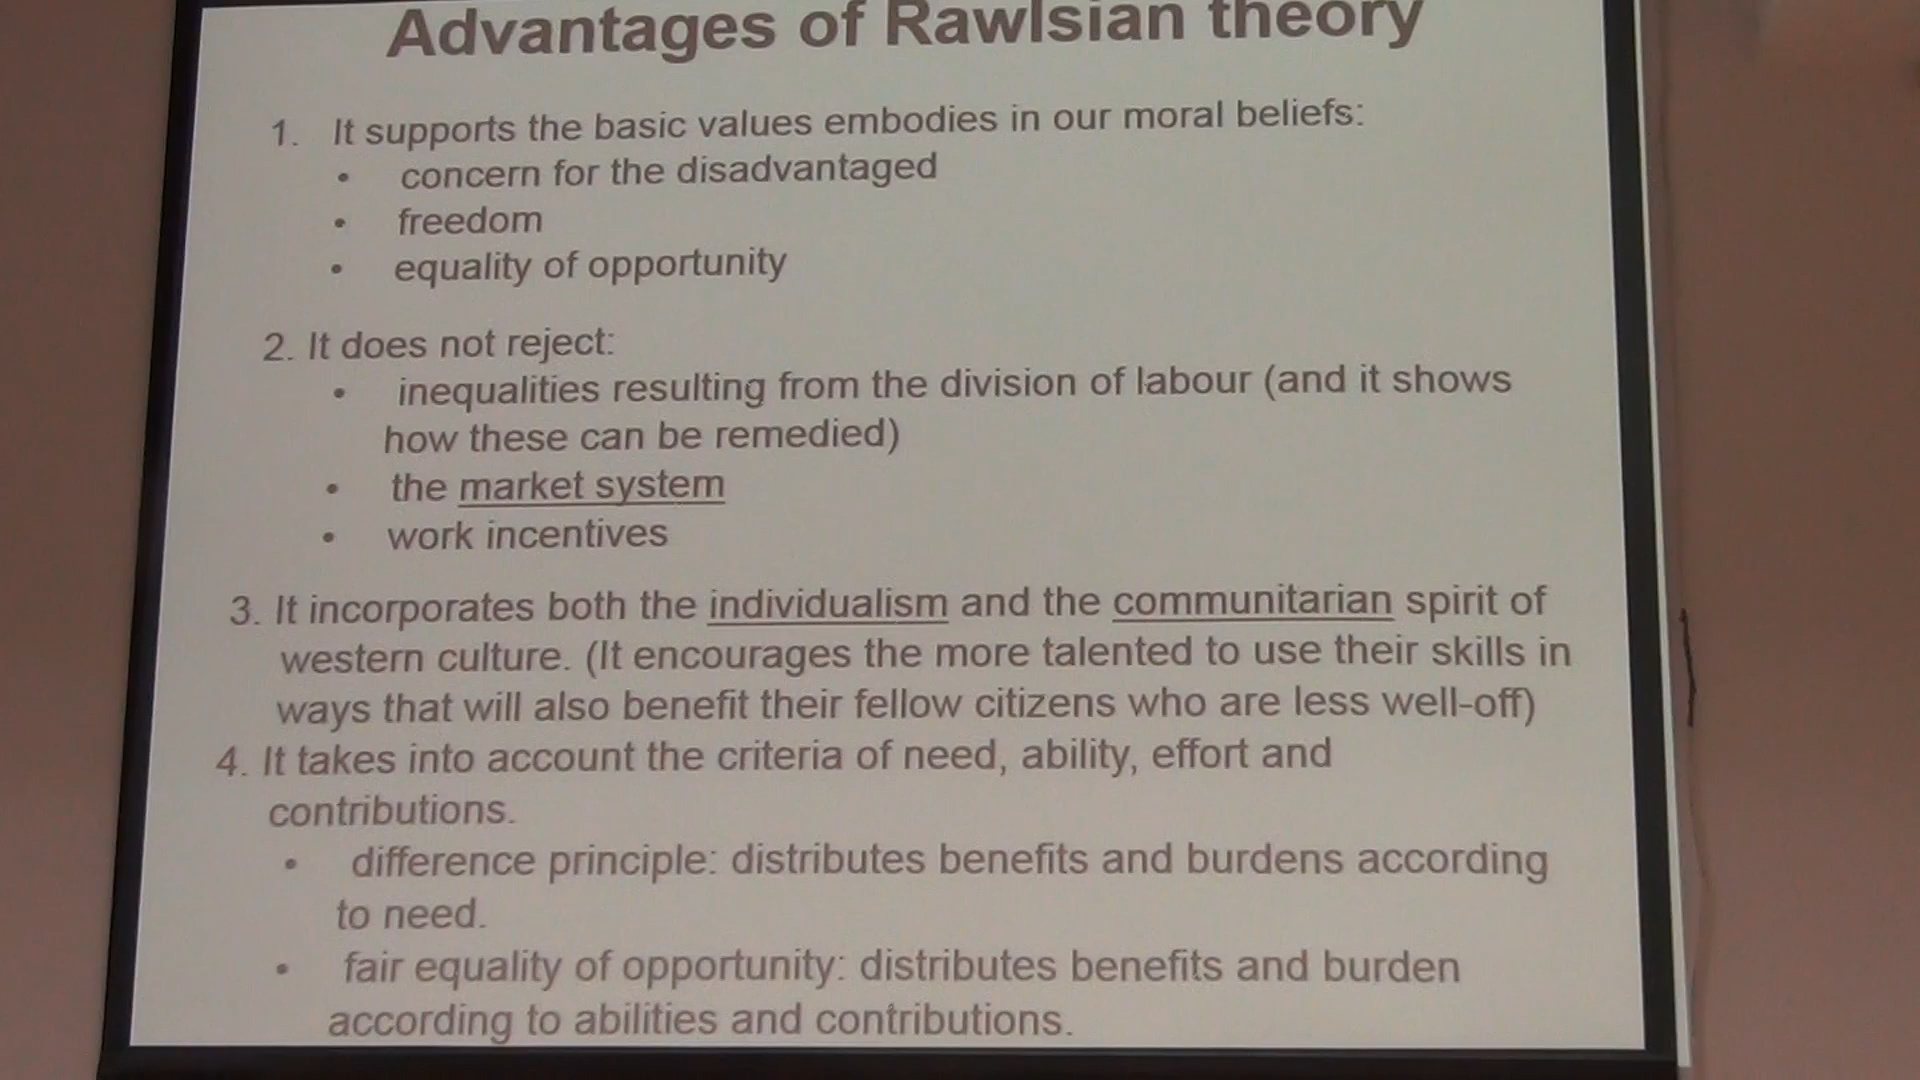 Advantages of Rawlsian theory
1. It supports the basic values embodies in our moral beliefs:
• concern for the disadvantaged
• freedom
• equality of opportunity
2. It does not reject:
• inequalities resulting from the division of labour (and it shows
how these can be remedied)
• the market system
• work incentives
3. It incorporates both the individualism and the communitarian spirit of
western culture. (It encourages the more talented to use their skills in
ways that will also benefit their fellow citizens who are less well-off)
4. It takes into account the criteria of need, ability, effort and
contributions.
• difference principle: distributes benefits and burdens according
to need.
• fair equality of opportunity: distributes benefits and burden
according to abilities and contributions.